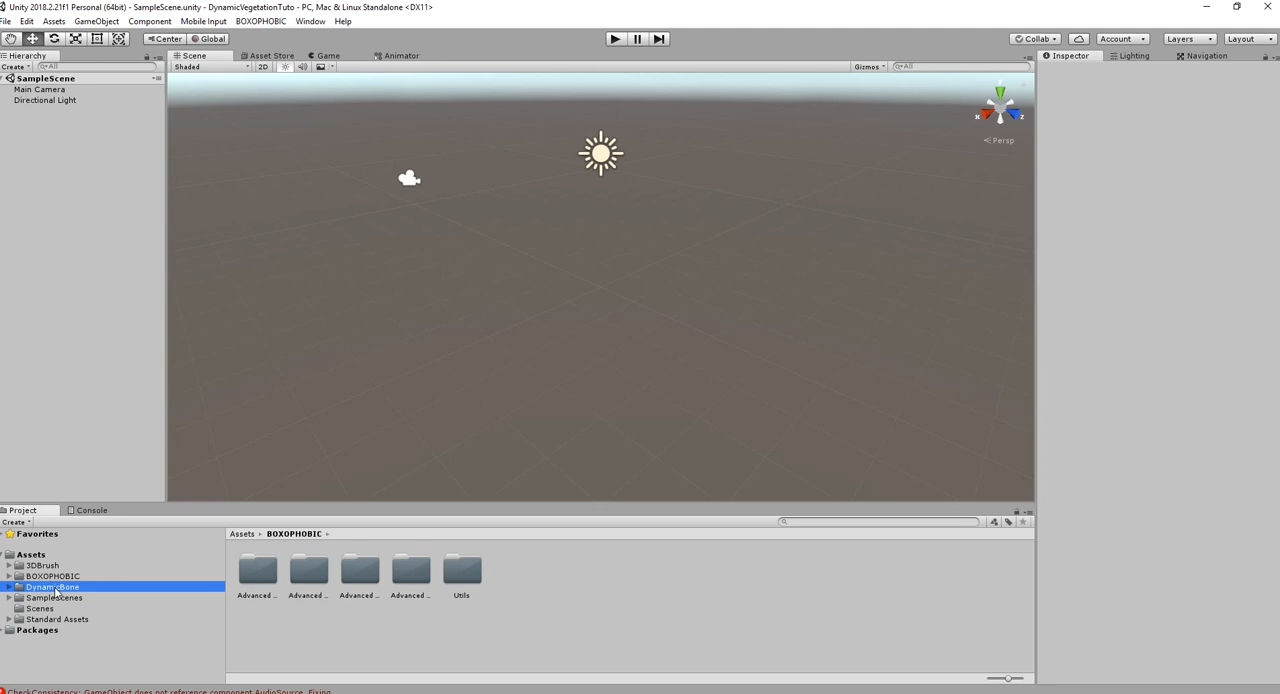 Unity 2018.2.21f1 Personal (64bit) - SampleScene.unity - DynamicVegetationTuto - PC, Mac & Linux Standalone <DX11>
File Edit Assets GameObject Component Mobile Input BOXOPHOBIC Window Help
Center Global Collab Account Layers Layout
Hierarchy Scene Asset Store Game Animator Inspector Lighting Navigation
Create All Shaded 2D Gizmos All
SampleScene
Main Camera
Directional Light
x z
Persp
Project Console
Create
Favorites
Assets BOXOPHOBIC
Assets
3DBrush
BOXOPHOBIC
DynamicBone
SampleScenes
Scenes
Standard Assets
Packages
Advanced ... Advanced ... Advanced ... Advanced ... Utils
CheckConsistency: GameObject does not reference component AudioSource. Fixing.